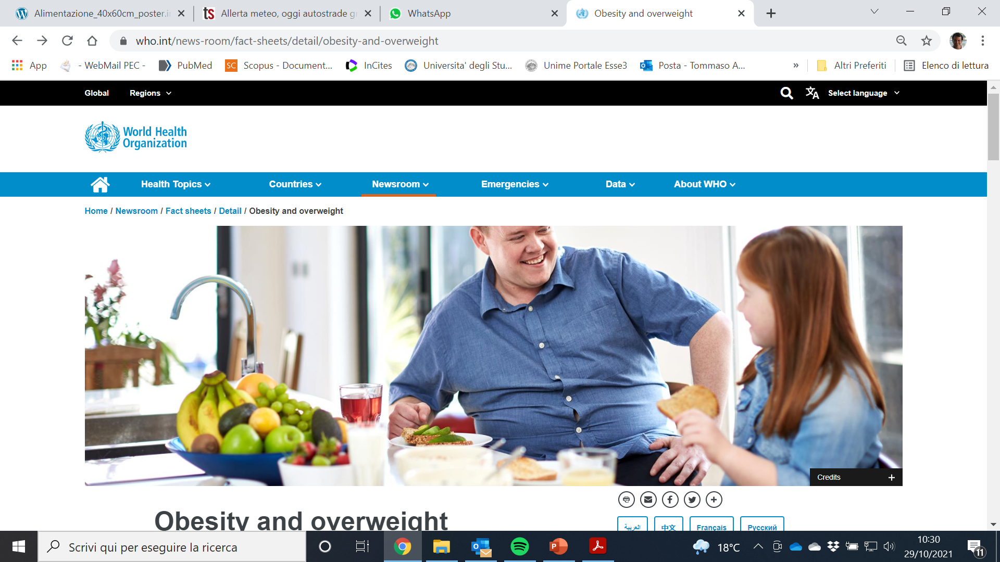 Alimentazione_40x60cm_poster.i
Allerta meteo, oggi autostrade g
WhatsApp
Obesity and overweight
who.int/news-room/fact-sheets/detail/obesity-and-overweight
App
- WebMail PEC -
PubMed
SC Scopus - Document...
InCites
Universita' degli Stu...
Unime Portale Esse3
Posta - Tommaso A...
»
Altri Preferiti
Elenco di lettura
Global
Regions
Select language
World Health
Organization
Health Topics
Countries
Newsroom
Emergencies
Data
About WHO
Home / Newsroom / Fact sheets / Detail / Obesity and overweight
Credits +
Obesity and overweight
العربية
中文
Français
Русский
Scrivi qui per eseguire la ricerca
18°C
10:30
29/10/2021
11